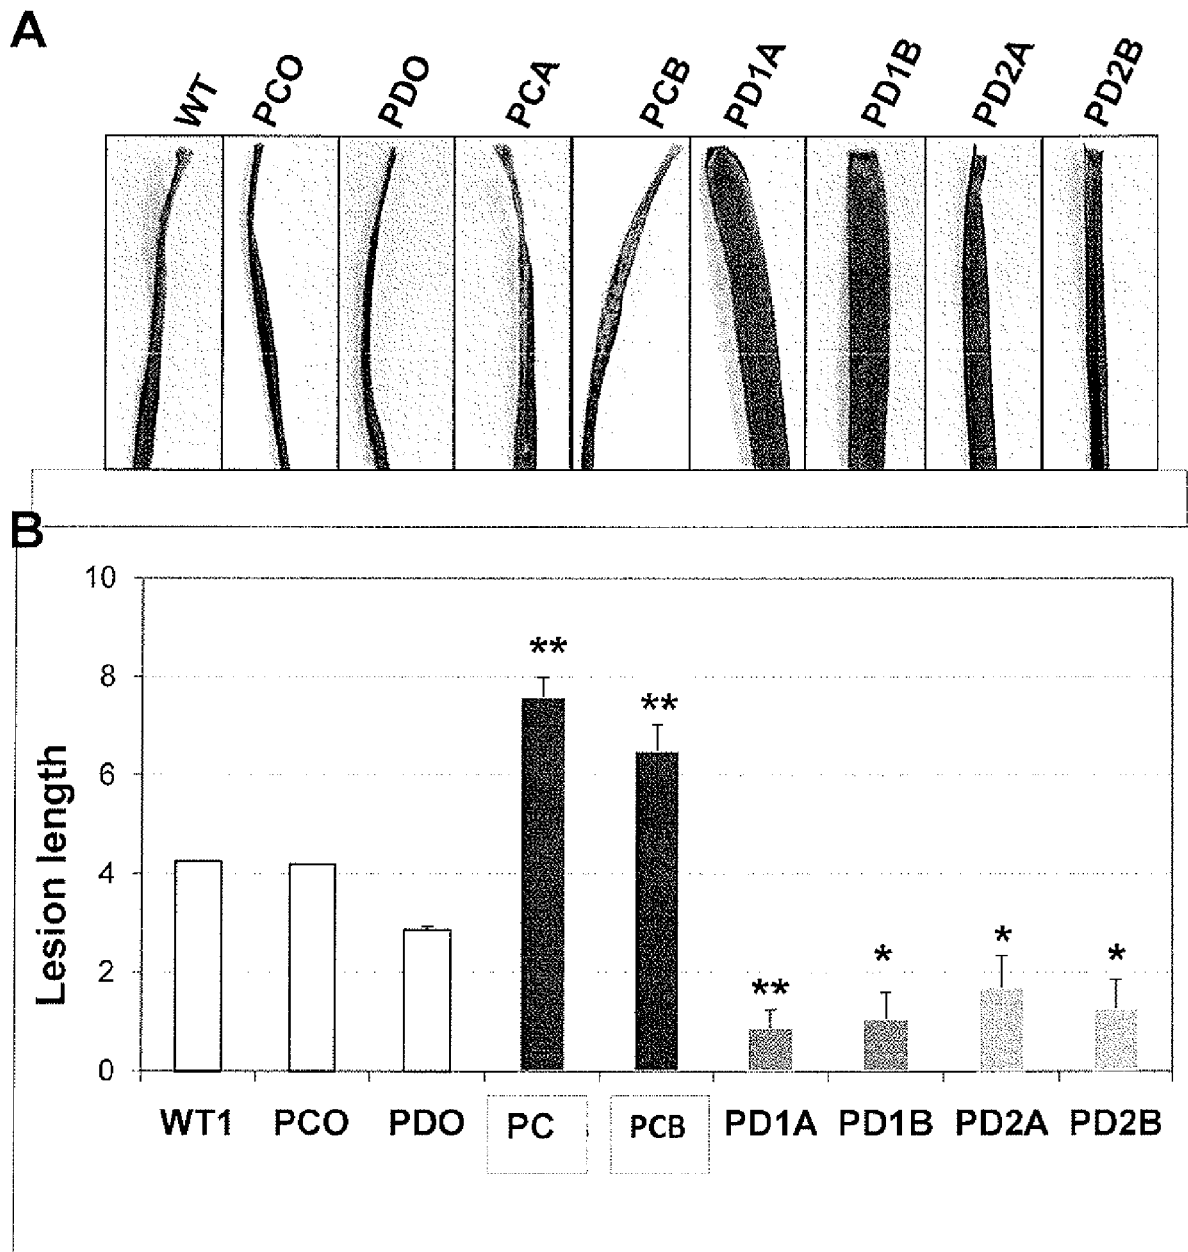 A
WT PCO PDO PCA PCB PD1A PD1B PD2A PD2B
B
10
8
6
4
2
0
Lesion length
**
**
**
*
*
*
WT1 PCO PDO PC PCB PD1A PD1B PD2A PD2B